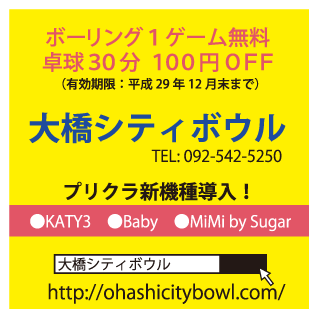 ボーリング１ゲーム無料
卓球３０分 100円OFF
（有効期限：平成29年12月末まで）
大橋シティボウル
TEL: 092-542-5250
プリクラ新機種導入！
●KATY3 ●Baby ●MiMi by Sugar
大橋シティボウル
http://ohashicitybowl.com/